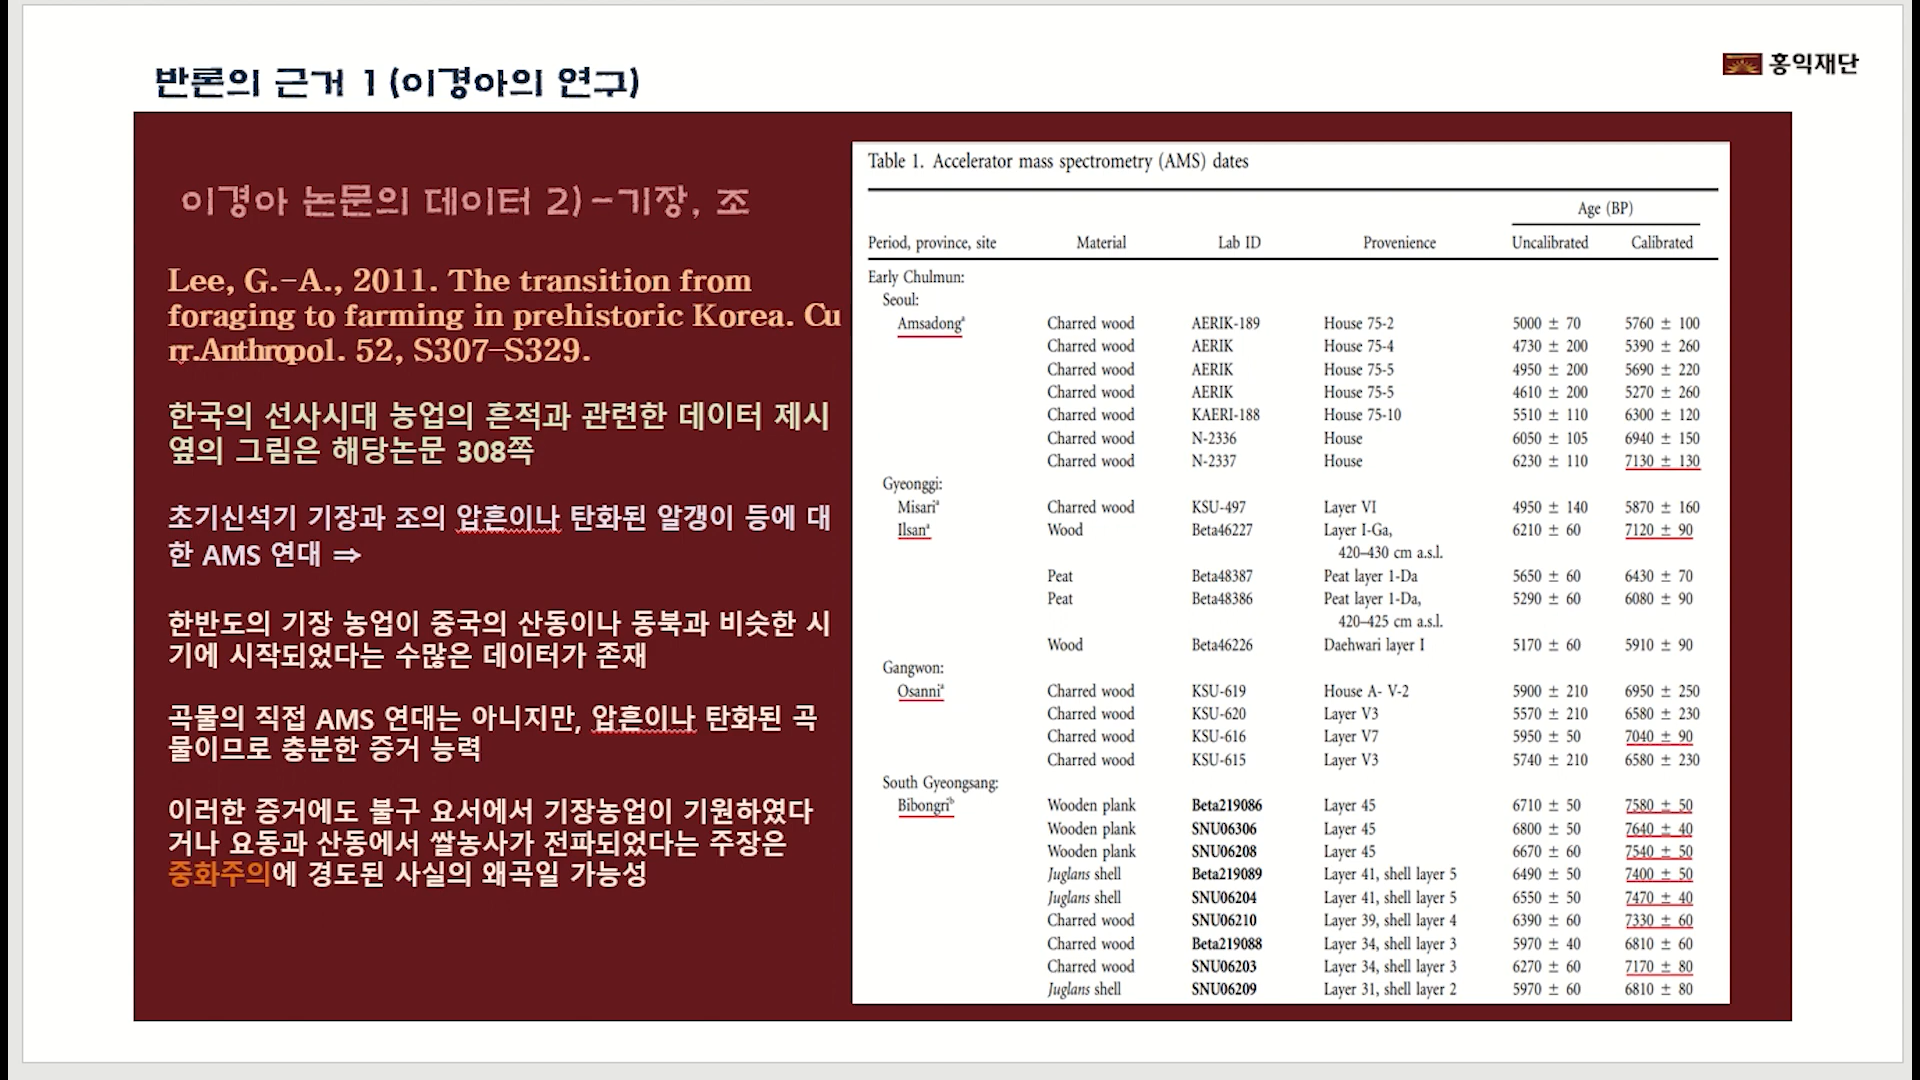 반론의 근거 1 (이경아의 연구)
홍익재단
이경아 논문의 데이터 2)-기장, 조
Lee, G.-A., 2011. The transition from
foraging to farming in prehistoric Korea. Cu
rr.Anthropol. 52, S307-S329.
한국의 선사시대 농업의 흔적과 관련한 데이터 제시
옆의 그림은 해당논문 308쪽
초기신석기 기장과 조의 압흔이나 탄화된 알갱이 등에 대
한 AMS 연대 ⇒
한반도의 기장 농업이 중국의 산동이나 동북과 비슷한 시
기에 시작되었다는 수많은 데이터가 존재
곡물의 직접 AMS 연대는 아니지만, 압흔이나 탄화된 곡
물이므로 충분한 증거 능력
이러한 증거에도 불구 요서에서 기장농업이 기원하였다
거나 요동과 산동에서 쌀농사가 전파되었다는 주장은
중화주의에 경도된 사실의 왜곡일 가능성
Table 1. Accelerator mass spectrometry (AMS) dates
Age (BP)
Period, province, site Material Lab ID Provenience Uncalibrated Calibrated
Early Chulmun:
Seoul:
Amsadongª Charred wood AERIK-189 House 75-2 5000 ± 70 5760 ± 100
Charred wood AERIK House 75-4 4730 ± 200 5390 ± 260
Charred wood AERIK House 75-5 4950 ± 200 5690 ± 220
Charred wood AERIK House 75-5 4610 ± 200 5270 ± 260
Charred wood KAERI-188 House 75-10 5510 ± 110 6300 ± 120
Charred wood N-2336 House 6050 ± 105 6940 ± 150
Charred wood N-2337 House 6230 ± 110 7130 ± 130
Gyeonggi:
Misariª Charred wood KSU-497 Layer VI 4950 ± 140 5870 ± 160
Ilsanª Wood Beta46227 Layer I-Ga, 6210 ± 60 7120 ± 90
420–430 cm a.s.l.
Peat Beta48387 Peat layer 1-Da 5650 ± 60 6430 ± 70
Peat Beta48386 Peat layer 1-Da, 5290 ± 60 6080 ± 90
420–425 cm a.s.l.
Wood Beta46226 Daehwari layer I 5170 ± 60 5910 ± 90
Gangwon:
Osanniª Charred wood KSU-619 House A- V-2 5900 ± 210 6950 ± 250
Charred wood KSU-620 Layer V3 5570 ± 210 6580 ± 230
Charred wood KSU-616 Layer V7 5950 ± 50 7040 ± 90
Charred wood KSU-615 Layer V3 5740 ± 210 6580 ± 230
South Gyeongsang:
Bibongriᵇ Wooden plank Beta219086 Layer 45 6710 ± 50 7580 ± 50
Wooden plank SNU06306 Layer 45 6800 ± 50 7640 ± 40
Wooden plank SNU06208 Layer 45 6670 ± 60 7540 ± 50
Juglans shell Beta219089 Layer 41, shell layer 5 6490 ± 50 7400 ± 50
Juglans shell SNU06204 Layer 41, shell layer 5 6550 ± 50 7470 ± 40
Charred wood SNU06210 Layer 39, shell layer 4 6390 ± 60 7330 ± 60
Charred wood Beta219088 Layer 34, shell layer 3 5970 ± 40 6810 ± 60
Charred wood SNU06203 Layer 34, shell layer 3 6270 ± 60 7170 ± 80
Juglans shell SNU06209 Layer 31, shell layer 2 5970 ± 60 6810 ± 80